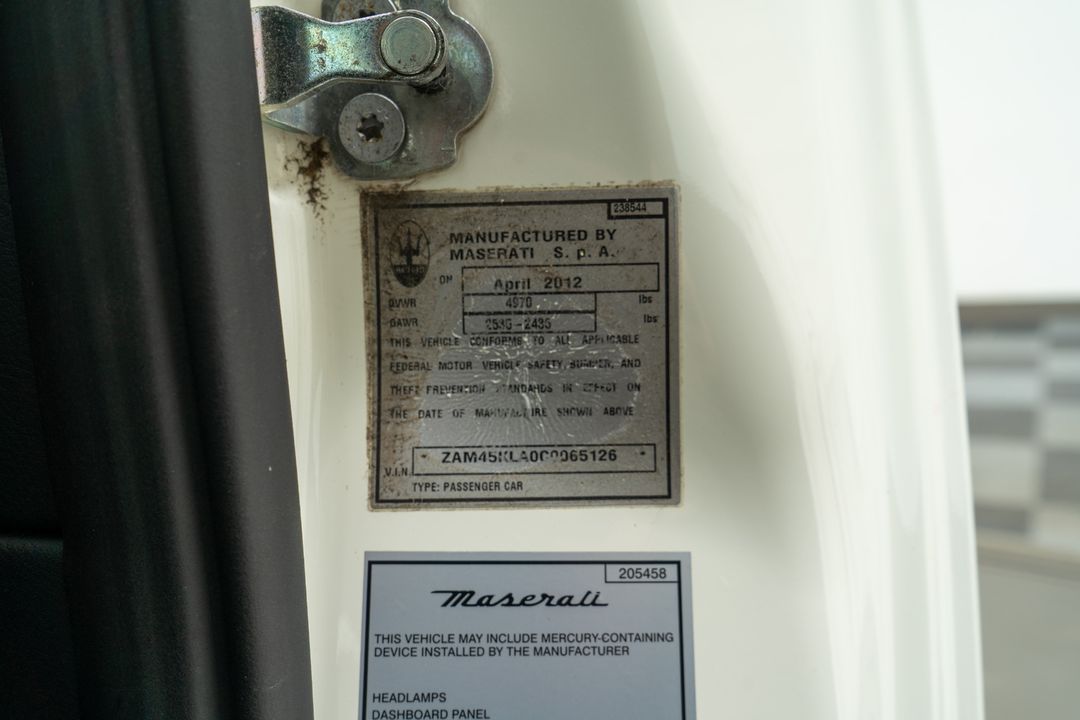 238544
MANUFACTURED BY
MASERATI S. p. A.
ON April 2012
GVWR 4970 lbs
GAWR 2535-2435 lbs
THIS VEHICLE CONFORMS TO ALL APPLICABLE
FEDERAL MOTOR VEHICLE SAFETY, BUMPER, AND
THEFT PREVENTION STANDARDS IN EFFECT ON
THE DATE OF MANUFACTURE SHOWN ABOVE
V.I.N.
TYPE: PASSENGER CAR
205458
Maserati
THIS VEHICLE MAY INCLUDE MERCURY-CONTAINING
DEVICE INSTALLED BY THE MANUFACTURER
HEADLAMPS
DASHBOARD PANEL